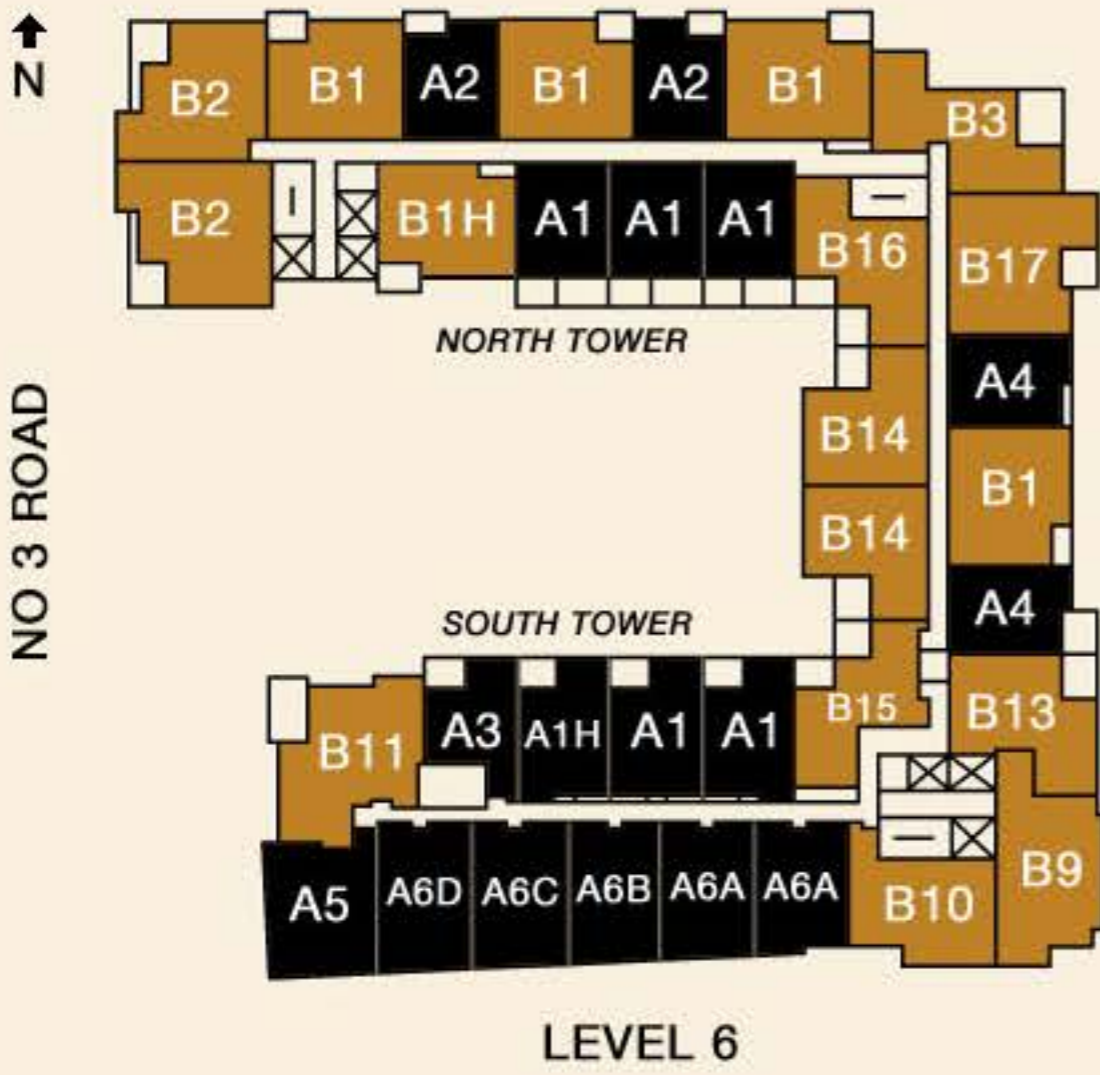 N
NO 3 ROAD
B2 B1 A2 B1 A2 B1
B3
B2 B1H A1 A1 A1 B16 B17
NORTH TOWER
A4
B14
B1
B14
A4
SOUTH TOWER
B11 A3 A1H A1 A1 B15 B13
A5 A6D A6C A6B A6A A6A B10 B9
LEVEL 6